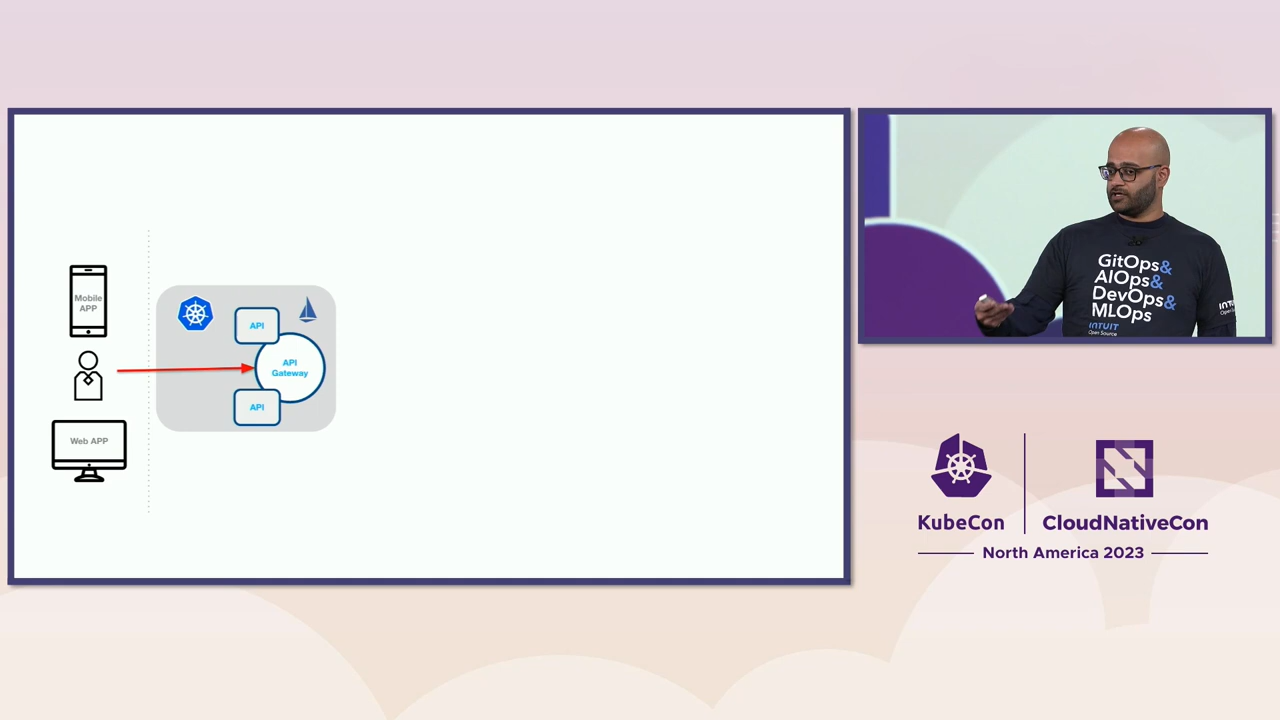 Mobile
APP
Web APP
API
API
Gateway
API
GitOps&
AIOps&
DevOps&
MLOps
INTUIT
Open Source
KubeCon
CloudNativeCon
North America 2023